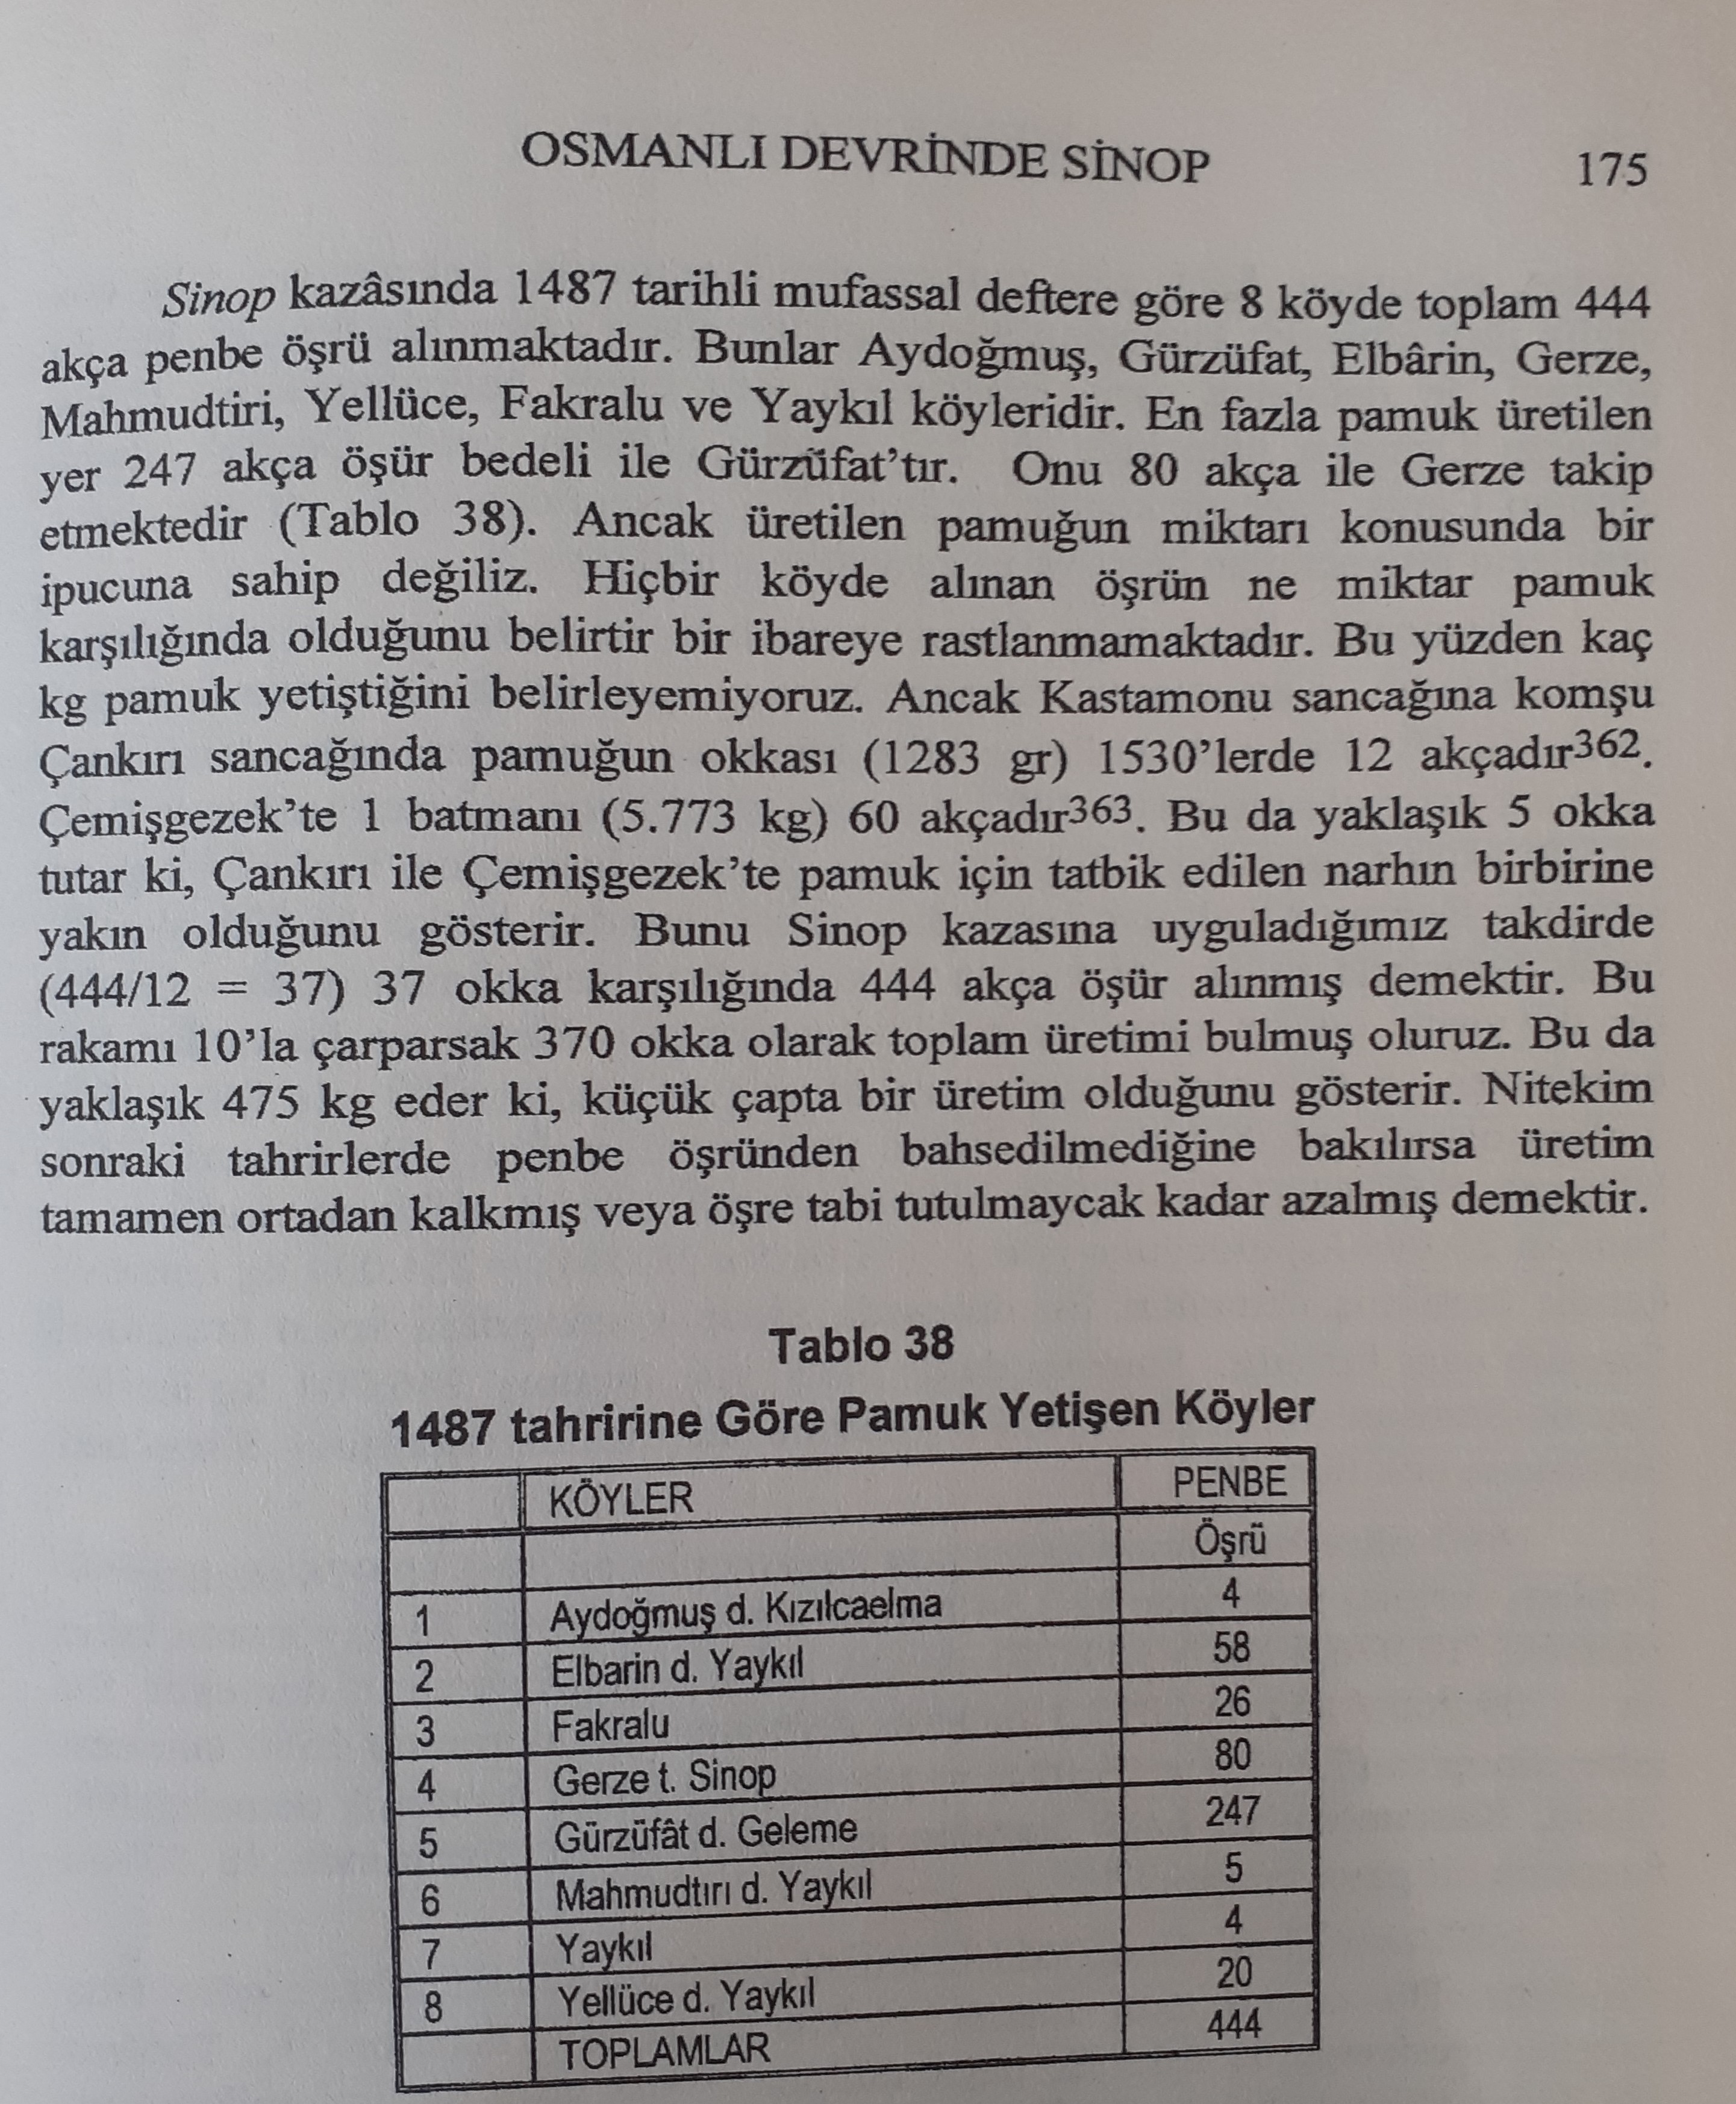 OSMANLI DEVRİNDE SİNOP 175
Sinop kazâsında 1487 tarihli mufassal deftere göre 8 köyde toplam 444
akça penbe öşrü alınmaktadır. Bunlar Aydoğmuş, Gürzüfat, Elbârin, Gerze,
Mahmudtiri, Yellüce, Fakralu ve Yaykıl köyleridir. En fazla pamuk üretilen
yer 247 akça öşür bedeli ile Gürzüfat’tır. Onu 80 akça ile Gerze takip
etmektedir (Tablo 38). Ancak üretilen pamuğun miktarı konusunda bir
ipucuna sahip değiliz. Hiçbir köyde alınan öşrün ne miktar pamuk
karşılığında olduğunu belirtir bir ibareye rastlanmamaktadır. Bu yüzden kaç
kg pamuk yetiştiğini belirleyemiyoruz. Ancak Kastamonu sancağına komşu
Çankırı sancağında pamuğun okkası (1283 gr) 1530’lerde 12 akçadır362.
Çemişgezek’te 1 batmanı (5.773 kg) 60 akçadır363. Bu da yaklaşık 5 okka
tutar ki, Çankırı ile Çemişgezek’te pamuk için tatbik edilen narhın birbirine
yakın olduğunu gösterir. Bunu Sinop kazasına uyguladığımız takdirde
(444/12 = 37) 37 okka karşılığında 444 akça öşür alınmış demektir. Bu
rakamı 10’la çarparsak 370 okka olarak toplam üretimi bulmuş oluruz. Bu da
yaklaşık 475 kg eder ki, küçük çapta bir üretim olduğunu gösterir. Nitekim
sonraki tahrirlerde penbe öşründen bahsedilmediğine bakılırsa üretim
tamamen ortadan kalkmış veya öşre tabi tutulmaycak kadar azalmış demektir.
Tablo 38
1487 tahririne Göre Pamuk Yetişen Köyler
KÖYLER PENBE
Öşrü
1 Aydoğmuş d. Kızılcaelma 4
2 Elbarin d. Yaykıl 58
3 Fakralu 26
4 Gerze t. Sinop 80
5 Gürzüfât d. Geleme 247
6 Mahmudtırı d. Yaykıl 5
7 Yaykıl 4
8 Yellüce d. Yaykıl 20
TOPLAMLAR 444